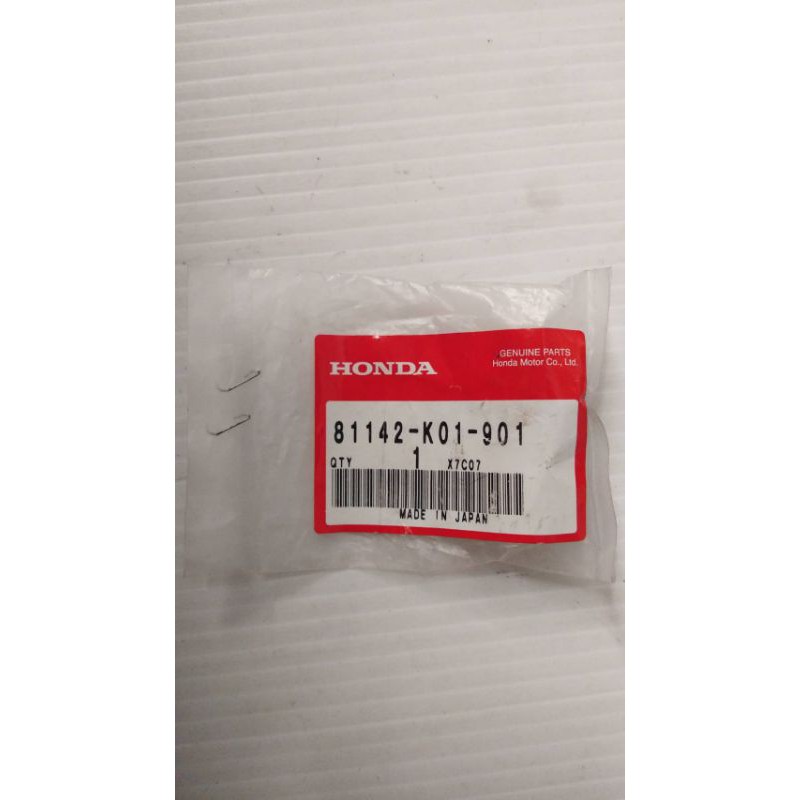 HONDA
GENUINE PARTS
Honda Motor Co., Ltd.
81142-K01-901
QTY 1 X7C07
MADE IN JAPAN